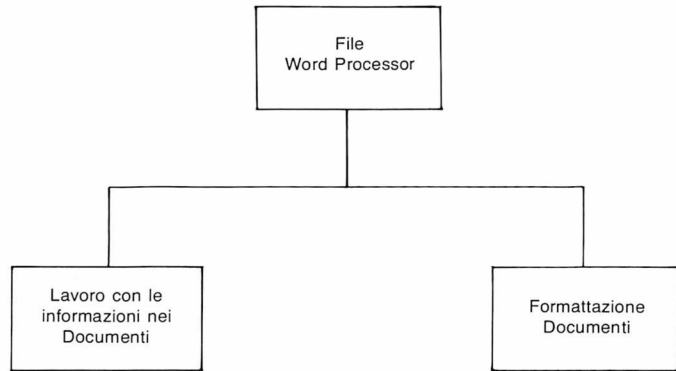 File
Word Processor
Lavoro con le
informazioni nei
Documenti
Formattazione
Documenti